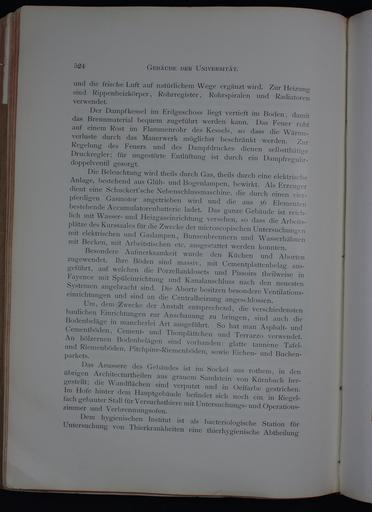 524
Gebäude der Universität.
und die frische Luft auf natürlichem Wege ergänzt wird. Zur Heizung
sind Rippenheizkörper, Rohrregister, Rohrspiralen und Radiatoren
verwendet.
Der Dampfkessel im Erdgeschoss liegt vertieft im Boden, damit
das Brennmaterial bequem zugeführt werden kann. Das Feuer ruht
auf einem Rost im Flammenrohr des Kessels, so dass die Wärme-
verluste durch das Mauerwerk möglichst beschränkt werden. Zur
Regelung des Feuers und des Dampfdruckes dienen selbstthätige
Druckregler; für ungestörte Entlüftung ist durch ein Dampfregulir-
doppelventil gesorgt.
Die Beleuchtung wird theils durch Gas, theils durch eine elektrische
Anlage, bestehend aus Glüh- und Bogenlampen, bewirkt. Als Erzeuger
dient eine Schuckert'sche Nebenschlussmaschine, die durch einen vier-
pferdigen Gasmotor angetrieben wird und die aus 36 Elementen
bestehende Accumulatorenbatterie ladet. Das ganze Gebäude ist reich-
lich mit Wasser- und Heizgaseinrichtung versehen, so dass die Arbeits-
plätze des Kurssaales für die Zwecke der microscopischen Untersuchungen
mit elektrischen und Gaslampen, Bunsenbrennern und Wasserhähnen
mit Becken, mit Arbeitstischen etc. ausgestattet werden konnten.
Besondere Aufmerksamkeit wurde den Küchen und Aborten
zugewendet. Ihre Böden sind massiv, mit Cementplattenbelag aus-
geführt, auf welchen die Porzellanklosets und Pissoirs theilweise in
Fayence mit Spüleinrichtung und Kanalanschluss nach den neuesten
Systemen angebracht sind. Die Aborte besitzen besondere Ventilations-
einrichtungen und sind an die Centralheizung angeschlossen.
Um, dem Zwecke der Anstalt entsprechend, die verschiedensten
baulichen Einrichtungen zur Anschauung zu bringen, sind auch die
Bodenbeläge in mancherlei Art ausgeführt. So hat man Asphalt- und
Cementböden, Cement- und Thonplättchen und Terrazzo verwendet.
An hölzernen Bodenbelägen sind vorhanden: glatte tannene Tafel-
und Riemenböden, Pitchpine-Riemenböden, sowie Eichen- und Buchen-
parkets.
Das Aeussere des Gebäudes ist im Sockel aus rothem, in den
übrigen Architecturtheilen aus grauem Sandstein von Kürnbach her-
gestellt; die Wandflächen sind verputzt und in Oelfarbe gestrichen.
Im Hofe hinter dem Hauptgebäude befindet sich noch ein in Riegel-
fach gebauter Stall für Versuchsthiere mit Untersuchungs- und Operations-
zimmer und Verbrennungsofen.
Dem hygienischen Institut ist als bacteriologische Station für
Untersuchung von Thierkrankheiten eine thierhygienische Abtheilung